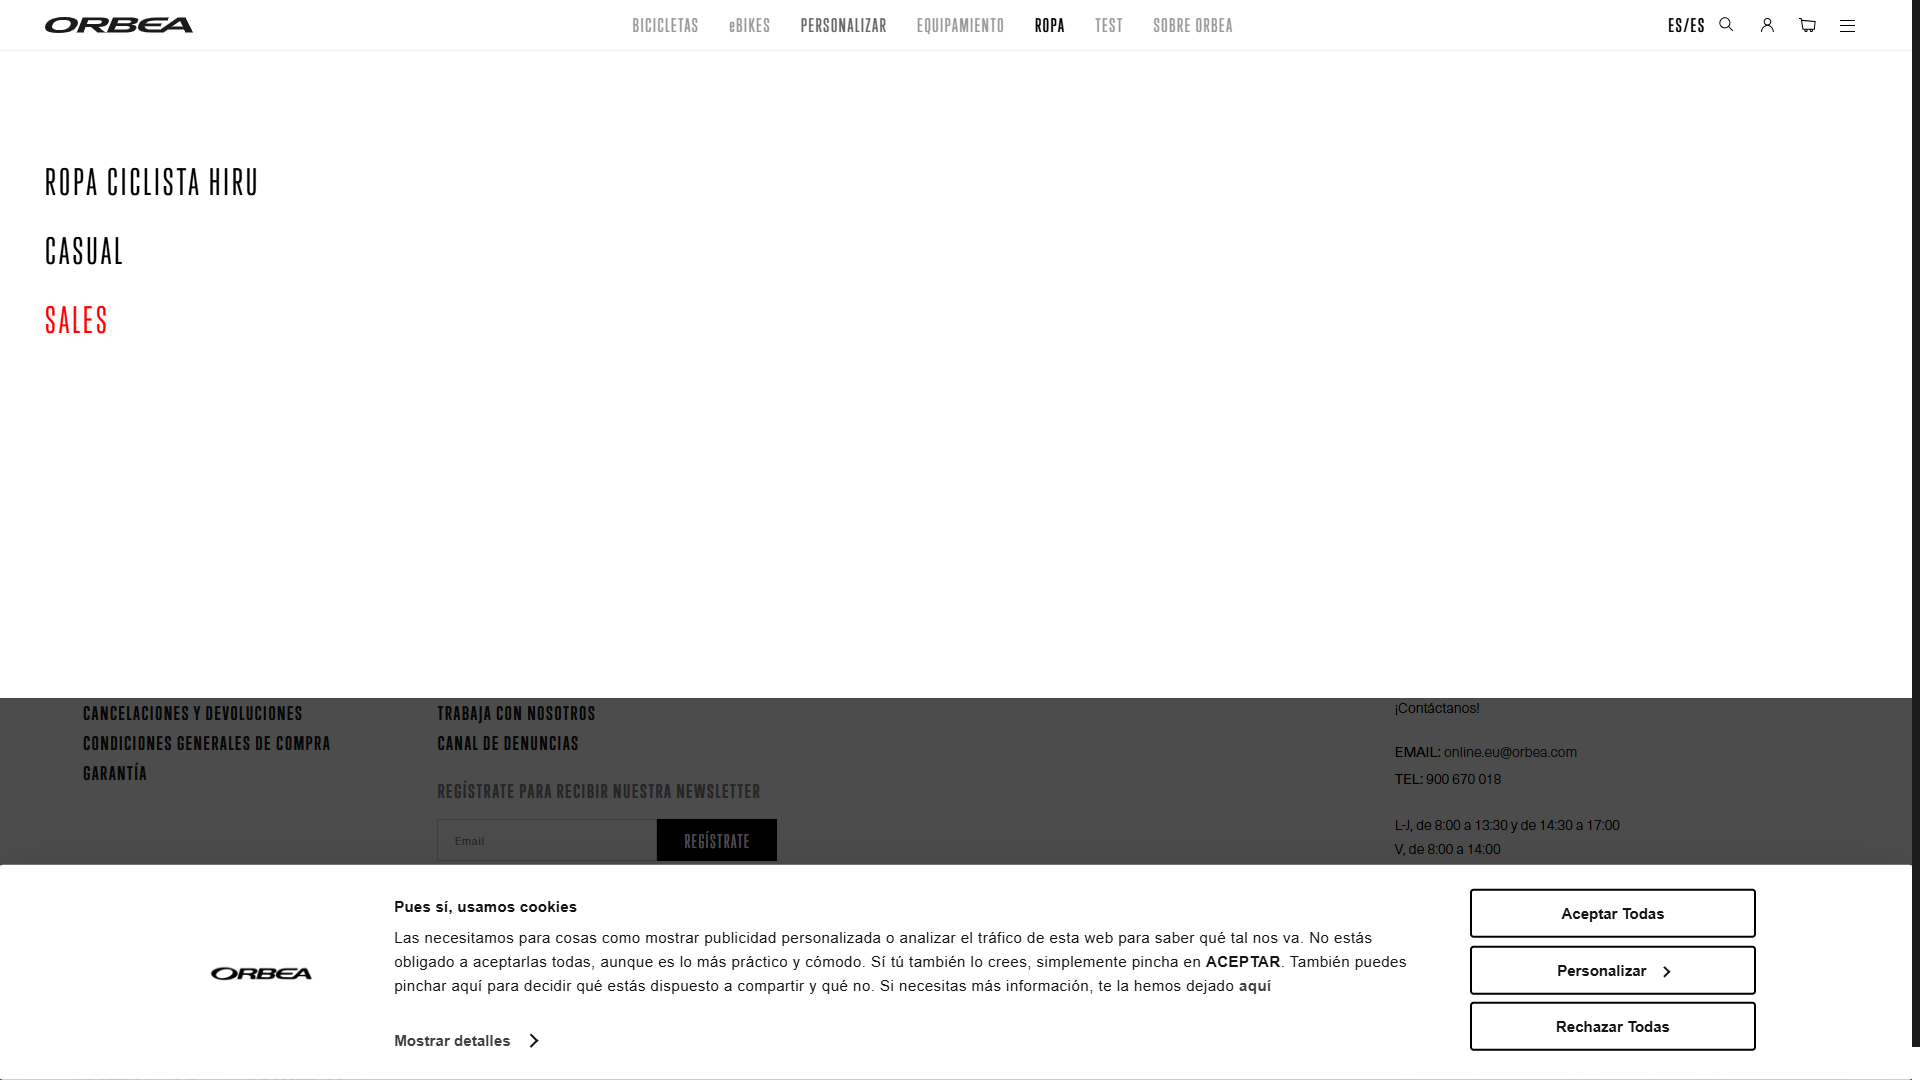 ORBEA
BICICLETAS
eBIKES
PERSONALIZAR
EQUIPAMIENTO
ROPA
TEST
SOBRE ORBEA
ES/ES
ROPA CICLISTA HIRU
CASUAL
SALES
CANCELACIONES Y DEVOLUCIONES
CONDICIONES GENERALES DE COMPRA
GARANTÍA
TRABAJA CON NOSOTROS
CANAL DE DENUNCIAS
REGÍSTRATE PARA RECIBIR NUESTRA NEWSLETTER
Email
REGÍSTRATE
¡Contáctanos!
EMAIL: online.eu@orbea.com
TEL: 900 670 018
L-J, de 8:00 a 13:30 y de 14:30 a 17:00
V, de 8:00 a 14:00
ORBEA
Pues sí, usamos cookies
Las necesitamos para cosas como mostrar publicidad personalizada o analizar el tráfico de esta web para saber qué tal nos va. No estás
obligado a aceptarlas todas, aunque es lo más práctico y cómodo. Sí tú también lo crees, simplemente pincha en ACEPTAR. También puedes
pinchar aquí para decidir qué estás dispuesto a compartir y qué no. Si necesitas más información, te la hemos dejado aquí
Mostrar detalles
Aceptar Todas
Personalizar
Rechazar Todas